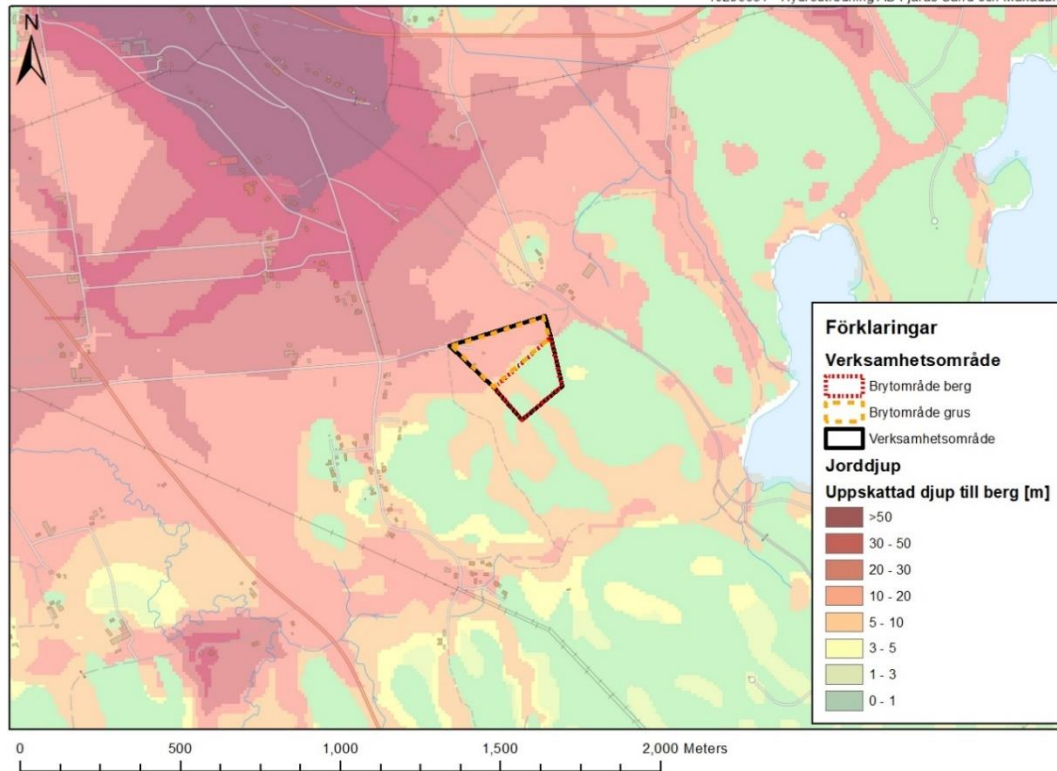 N
Förklaringar
Verksamhetsområde
Brytområde berg
Brytområde grus
Verksamhetsområde
Jorddjup
Uppskattad djup till berg [m]
>50
30 - 50
20 - 30
10 - 20
5 - 10
3 - 5
1 - 3
0 - 1
0 500 1,000 1,500 2,000 Meters